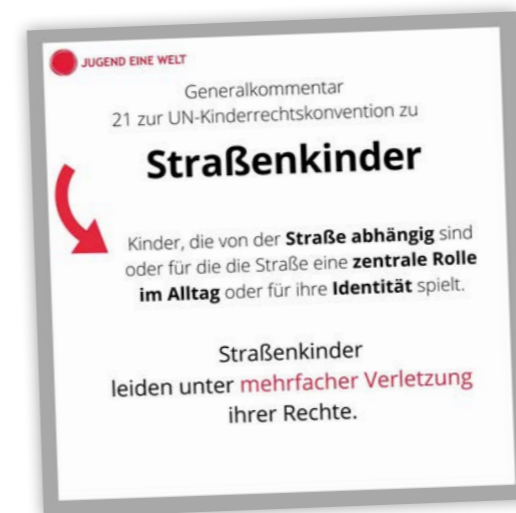 JUGEND EINE WELT
Generalkommentar
21 zur UN-Kinderrechtskonvention zu
Straßenkinder
Kinder, die von der Straße abhängig sind
oder für die die Straße eine zentrale Rolle
im Alltag oder für ihre Identität spielt.
Straßenkinder
leiden unter mehrfacher Verletzung
ihrer Rechte.